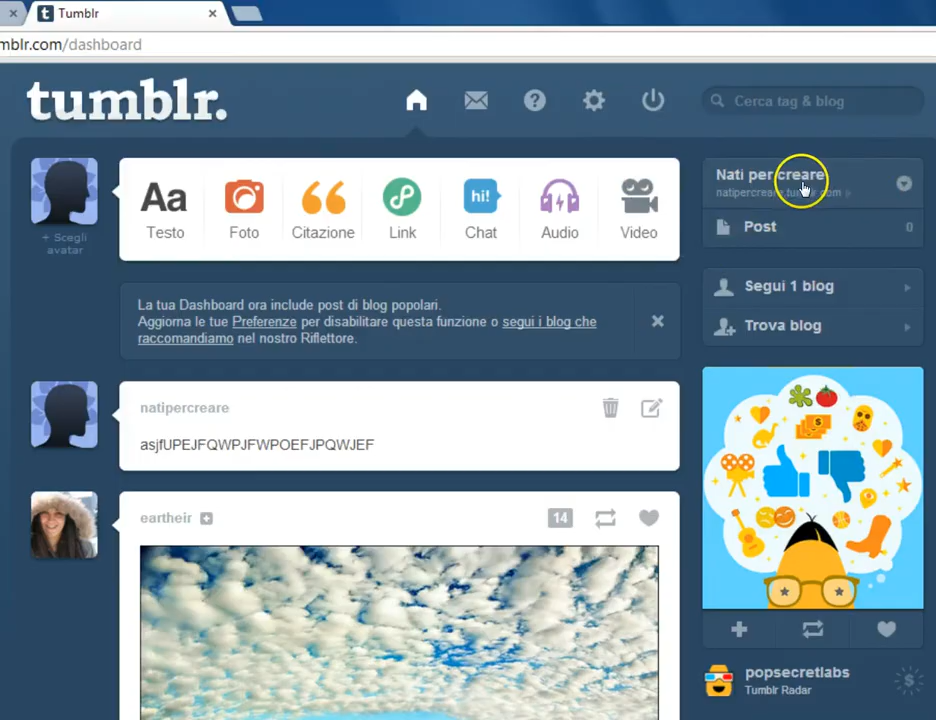 Tumblr
mblr.com/dashboard
tumblr.
Cerca tag & blog
+ Scegli
avatar
Aa
hi!
Testo
Foto
Citazione
Link
Chat
Audio
Video
Nati per creare
natipercreare.tumblr.com
Post
0
Segui 1 blog
Trova blog
La tua Dashboard ora include post di blog popolari.
Aggiorna le tue Preferenze per disabilitare questa funzione o segui i blog che
raccomandiamo nel nostro Riflettore.
natipercreare
asjfUPEJFQWPJFWPOEFJPQWJEF
eartheir
14
popsecretlabs
Tumblr Radar